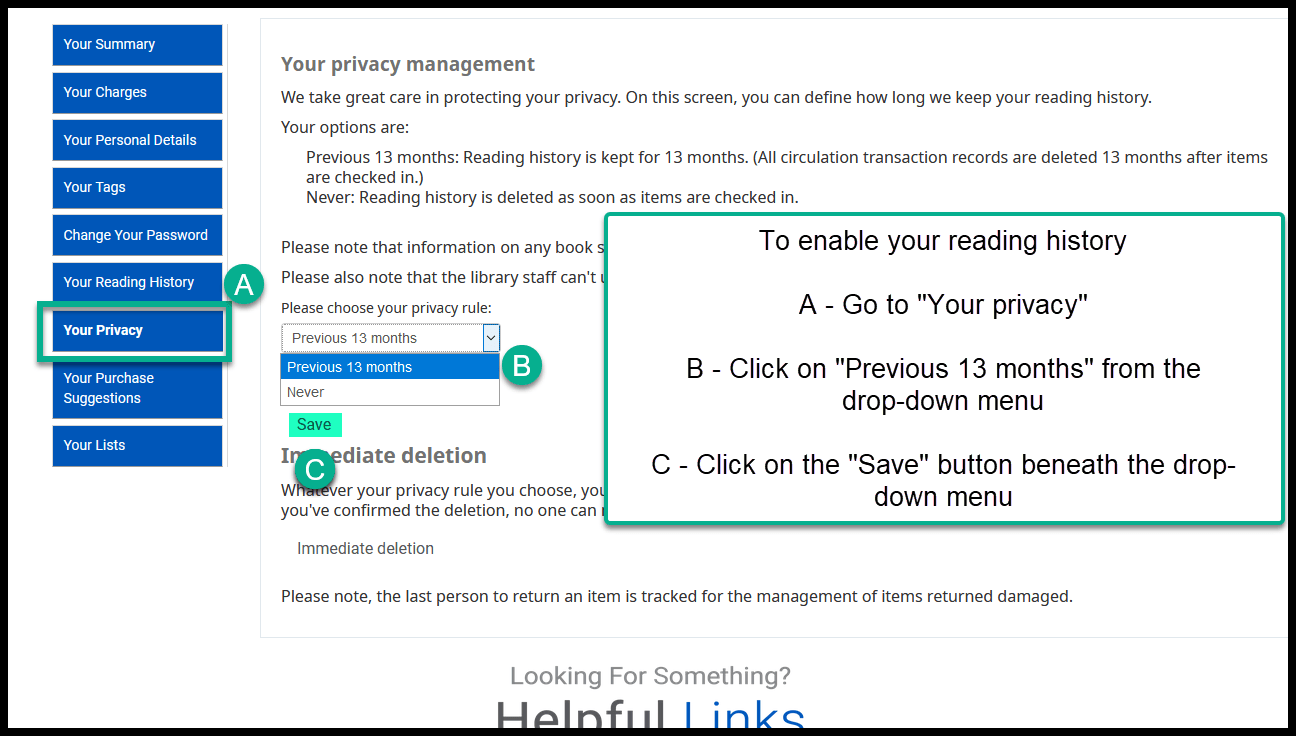 Your Summary
Your Charges
Your Personal Details
Your Tags
Change Your Password
Your Reading History
A
Your Privacy
Your Purchase
Suggestions
Your Lists
Your privacy management
We take great care in protecting your privacy. On this screen, you can define how long we keep your reading history.
Your options are:
Previous 13 months: Reading history is kept for 13 months. (All circulation transaction records are deleted 13 months after items
are checked in.)
Never: Reading history is deleted as soon as items are checked in.
Please note that information on any book
Please also note that the library staff can't
Please choose your privacy rule:
Previous 13 months
Previous 13 months
B
Never
Save
Immediate deletion
C
Whatever your privacy rule you choose,
you've confirmed the deletion, no one can
Immediate deletion
Please note, the last person to return an item is tracked for the management of items returned damaged.
To enable your reading history
A - Go to "Your privacy"
B - Click on "Previous 13 months" from the
drop-down menu
C - Click on the "Save" button beneath the drop-
down menu
Looking For Something?
Helpful Links